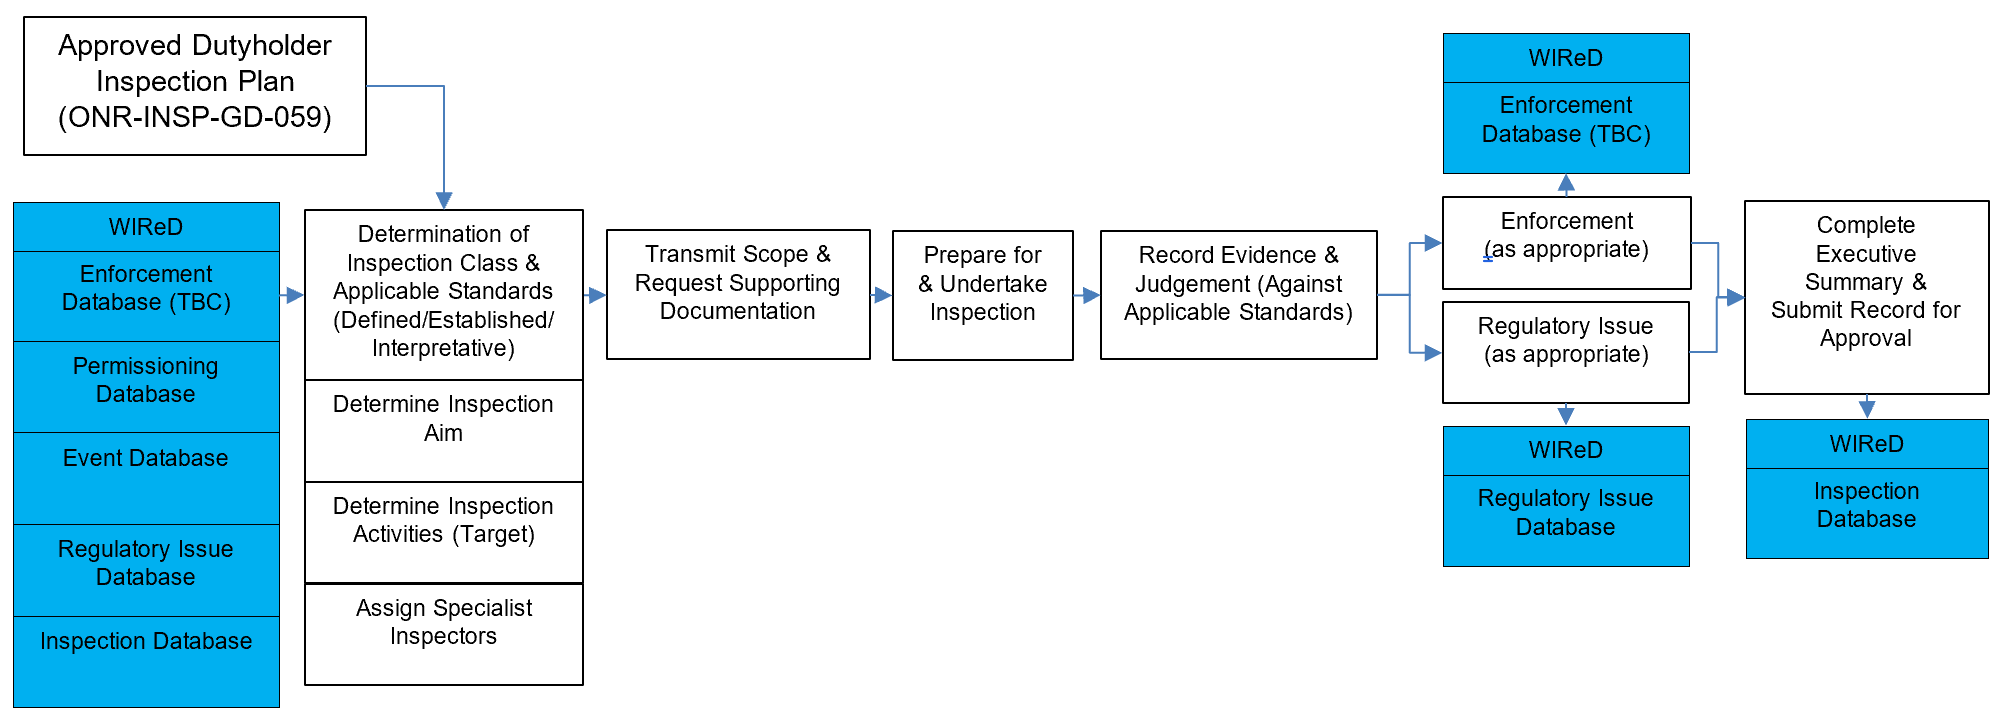 Approved Dutyholder
Inspection Plan
(ONR-INSP-GD-059)
WIReD
Enforcement
Database (TBC)
Permissioning
Database
Event Database
Regulatory Issue
Database
Inspection Database
Determination of
Inspection Class &
Applicable Standards
(Defined/Established/
Interpretative)
Determine Inspection
Aim
Determine Inspection
Activities (Target)
Assign Specialist
Inspectors
Transmit Scope &
Request Supporting
Documentation
Prepare for
& Undertake
Inspection
Record Evidence &
Judgement (Against
Applicable Standards)
WIReD
Enforcement
Database (TBC)
Enforcement
(as appropriate)
Regulatory Issue
(as appropriate)
WIReD
Regulatory Issue
Database
Complete
Executive
Summary &
Submit Record for
Approval
WIReD
Inspection
Database